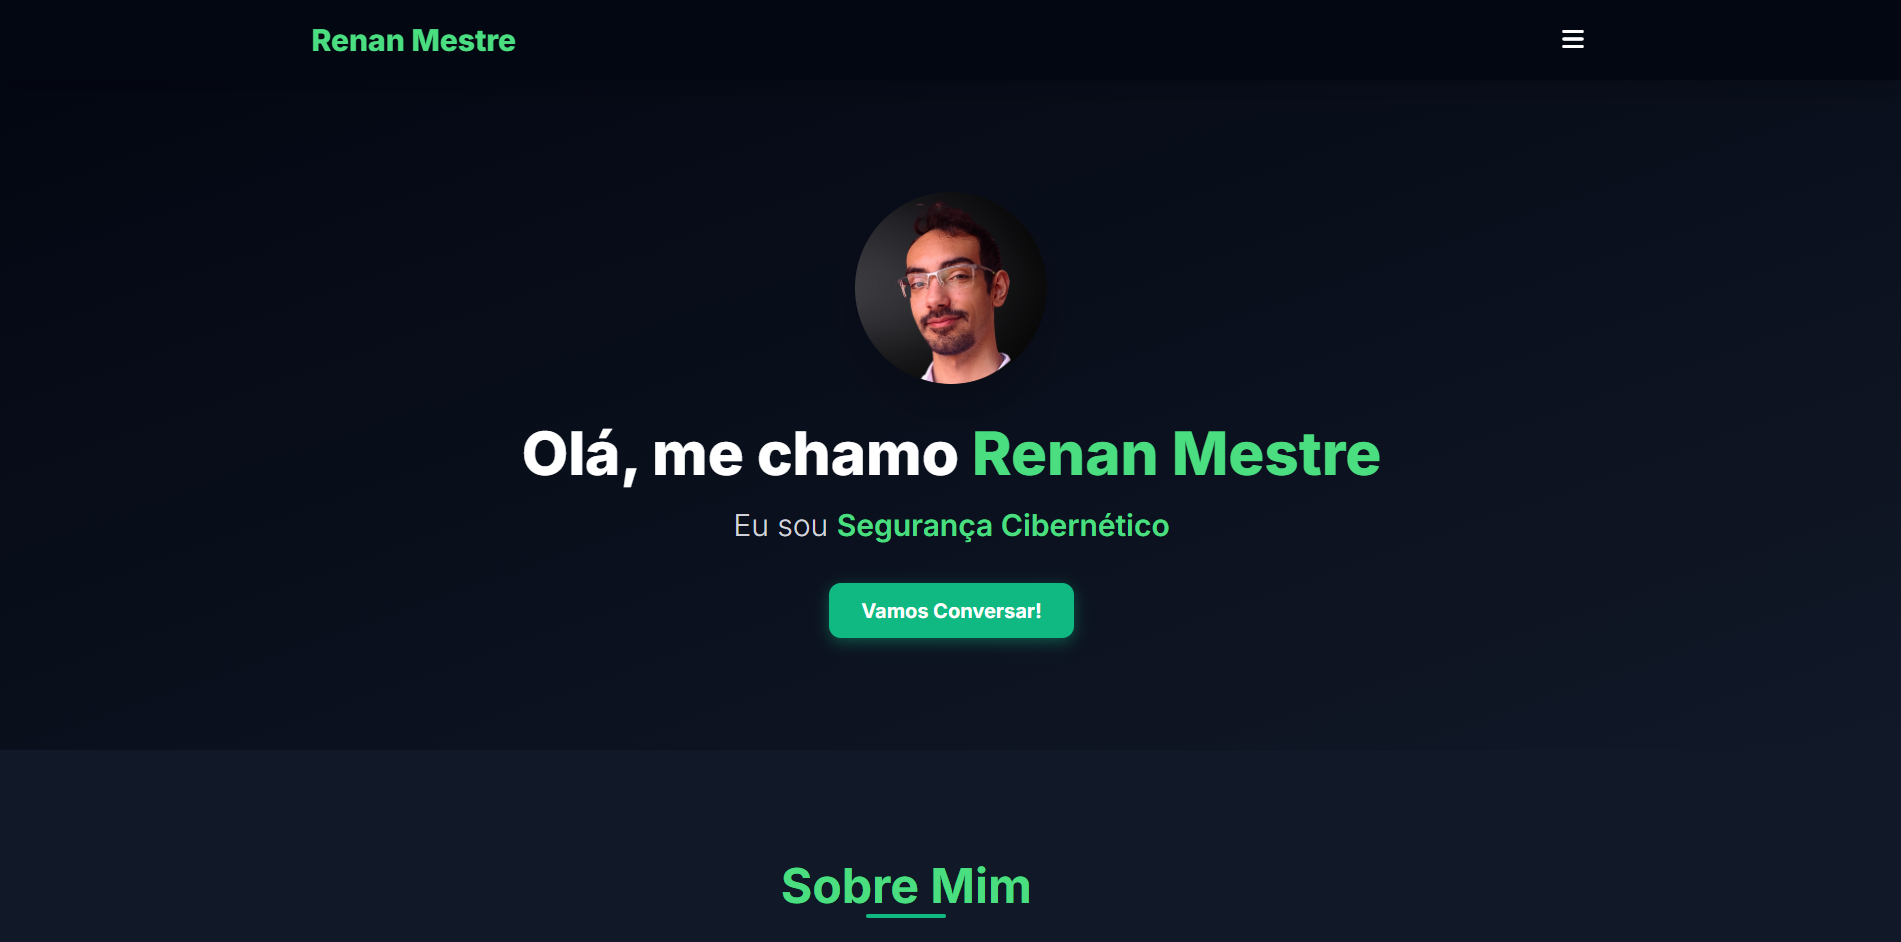 Renan Mestre
Olá, me chamo Renan Mestre
Eu sou Segurança Cibernético
Vamos Conversar!
Sobre Mim